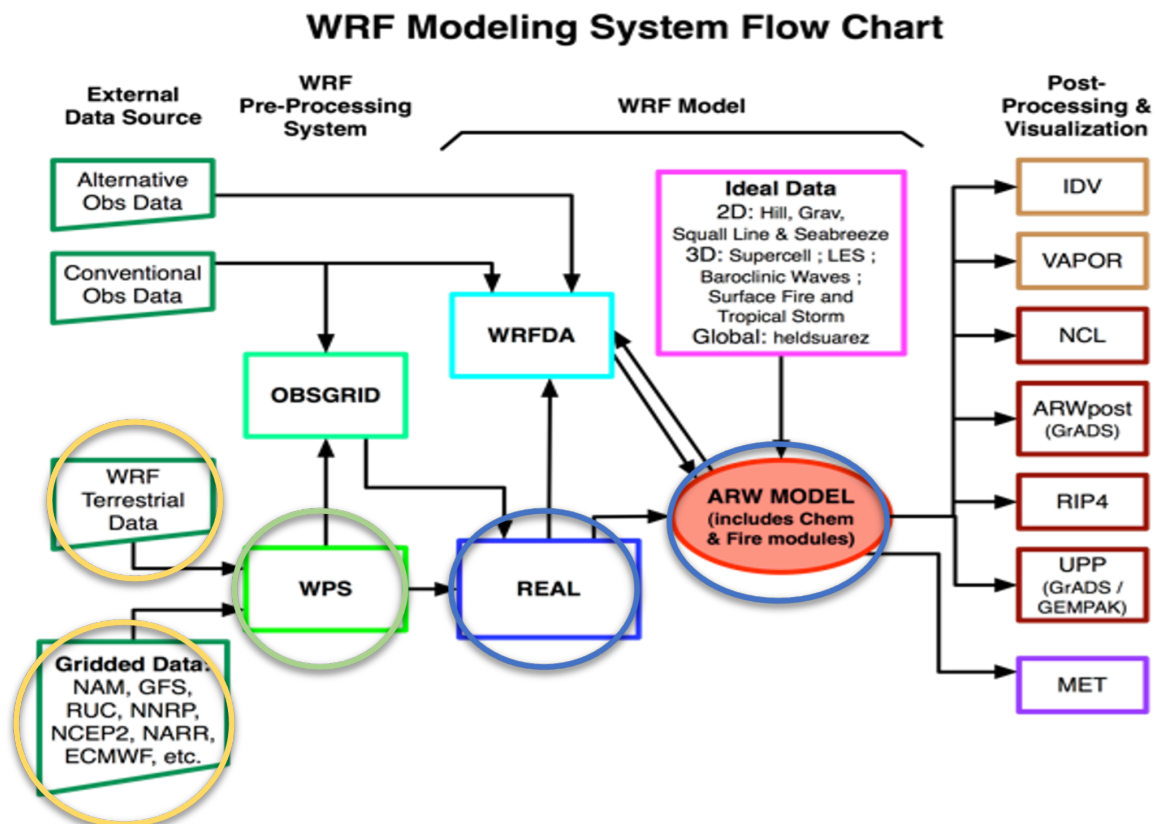 WRF Modeling System Flow Chart
External
Data Source
WRF
Pre-Processing
System
WRF Model
Post-
Processing &
Visualization
Alternative
Obs Data
Conventional
Obs Data
WRF
Terrestrial
Data
Gridded Data:
NAM, GFS,
RUC, NNRP,
NCEP2, NARR,
ECMWF, etc.
OBSGRID
WPS
WRFDA
REAL
Ideal Data
2D: Hill, Grav,
Squall Line & Seabreeze
3D: Supercell ; LES ;
Baroclinic Waves ;
Surface Fire and
Tropical Storm
Global: heldsuarez
ARW MODEL
(includes Chem
& Fire modules)
IDV
VAPOR
NCL
ARWpost
(GrADS)
RIP4
UPP
(GrADS /
GEMPAK)
MET